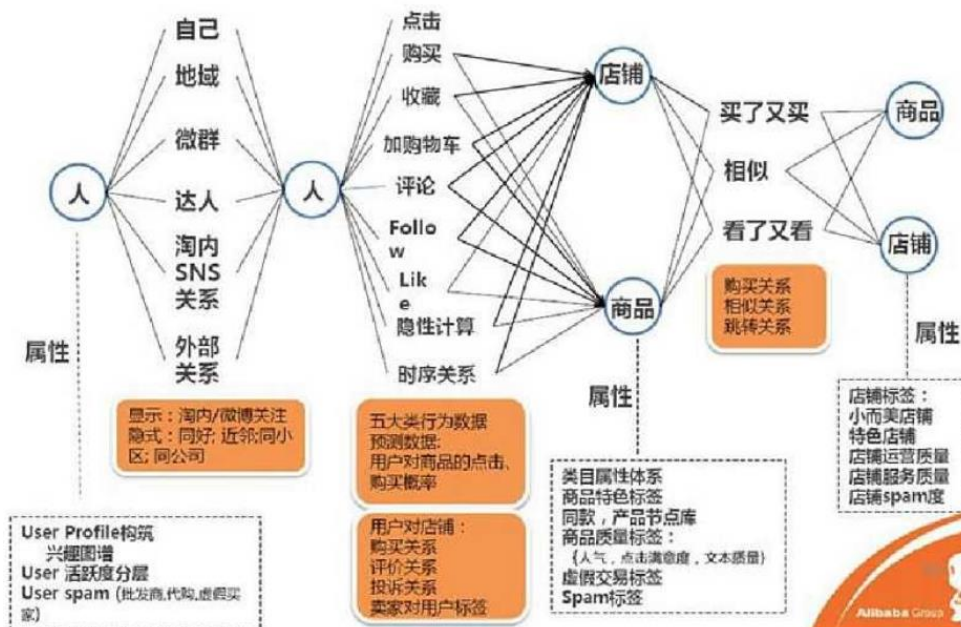 人
自己
地域
微群
达人
淘内
SNS
关系
外部
关系
人
点击
购买
收藏
加购物车
评论
Follo
w
Lik
e
隐性计算
时序关系
店铺
商品
买了又买
相似
看了又看
商品
店铺
属性
显示：淘内/微博关注
隐式：同好; 近邻;同小
区; 同公司
五大类行为数据
预测数据:
用户对商品的点击、
购买概率
用户对店铺：
购买关系
评价关系
投诉关系
卖家对用户标签
购买关系
相似关系
跳转关系
属性
类目属性体系
商品特色标签
同款，产品节点库
商品质量标签：
(人气，点击满意度，文本质量)
虚假交易标签
Spam标签
属性
店铺标签：
小而美店铺
特色店铺
店铺运营质量
店铺服务质量
店铺spam度
User Profile构筑
兴趣图谱
User 活跃度分层
User spam (批发商,代购,虚假买
家)
Alibaba Group